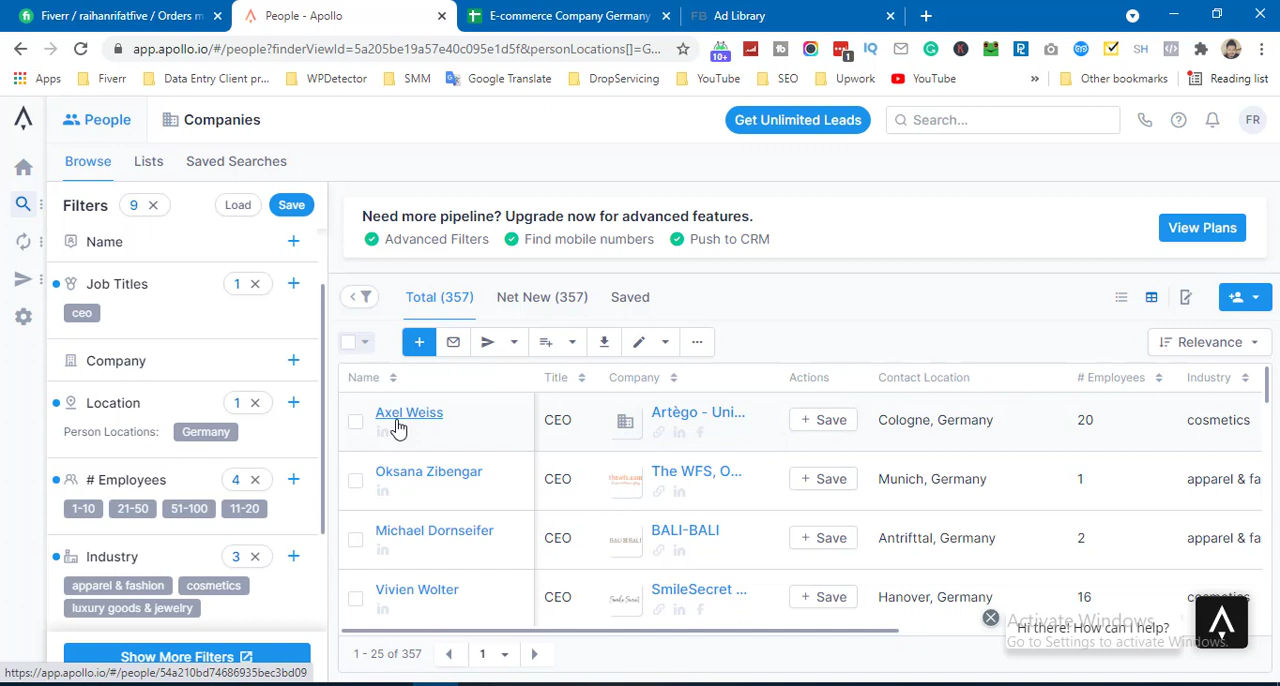 Fiverr / raihanrifatfive / Orders m
People - Apollo
E-commerce Company Germany
Ad Library
app.apollo.io/#/people?finderViewId=5a205be19a57e40c095e1d5f&personLocations[]=G...
10+
1
IQ
SH
Apps
Fiverr
Data Entry Client pr...
WPDetector
SMM
Google Translate
DropServicing
YouTube
SEO
Upwork
YouTube
»
Other bookmarks
Reading list
People
Companies
Get Unlimited Leads
Search...
FR
Browse
Lists
Saved Searches
Filters
9
Load
Save
Name
Job Titles
1
ceo
Company
Location
1
Person Locations:
Germany
# Employees
4
1-10
21-50
51-100
11-20
Industry
3
apparel & fashion
cosmetics
luxury goods & jewelry
Show More Filters
Need more pipeline? Upgrade now for advanced features.
Advanced Filters
Find mobile numbers
Push to CRM
View Plans
Total (357)
Net New (357)
Saved
Relevance
Name
Title
Company
Actions
Contact Location
# Employees
Industry
Axel Weiss
CEO
Artègo - Uni...
+ Save
Cologne, Germany
20
cosmetics
Oksana Zibengar
CEO
The WFS, O...
+ Save
Munich, Germany
1
apparel & fa
Michael Dornseifer
CEO
BALI-BALI
+ Save
Antrifttal, Germany
2
apparel & fa
Vivien Wolter
CEO
SmileSecret ...
+ Save
Hanover, Germany
16
cosmetics
1 - 25 of 357
1
Hi there! How can I help?
Activate Windows
Go to Settings to activate Windows.
https://app.apollo.io/#/people/54a210bd74686935bec3bd09